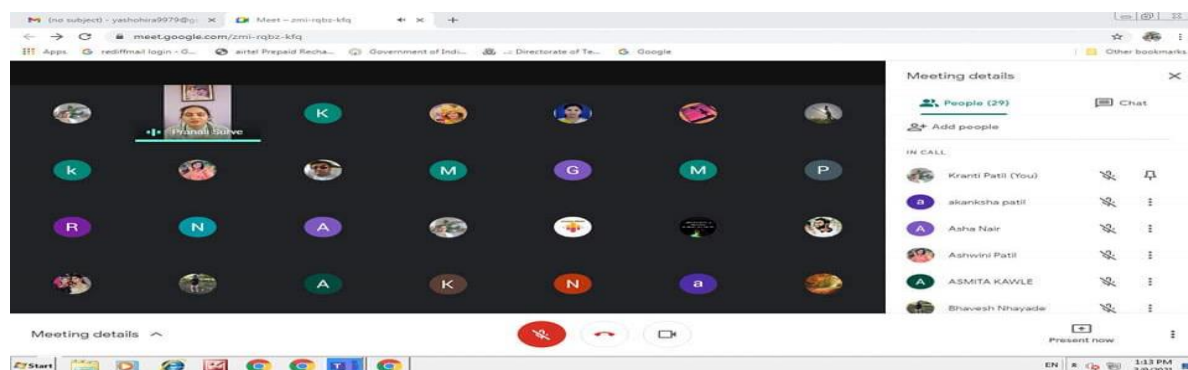 (no subject) - yashohira9979@g
Meet – zmi-rqbz-kfq
meet.google.com/zmi-rqbz-kfq
Apps
rediffmail login - G...
airtel Prepaid Recha...
Government of Indi...
Directorate of Te...
Google
Other bookmarks
Meeting details
People (29)
Chat
Add people
IN CALL
Kranti Patil (You)
akanksha patil
Asha Nair
Ashwini Patil
ASMITA KAWLE
Bhavesh Nhayade
K
Pranali Surve
k
M
G
M
P
R
N
A
A
K
N
a
a
A
A
Meeting details
Present now
Start
EN
1:13 PM